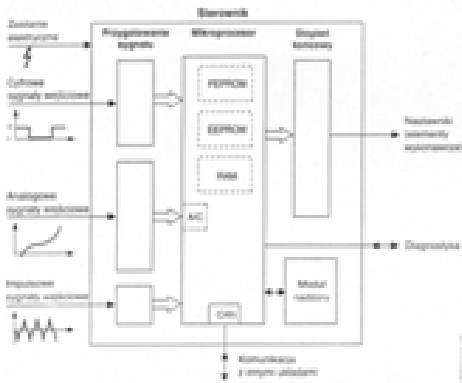 Sterownik
Zasilanie
elektryczne
Przygotowanie
sygnału
Mikroprocesor
Stopień
końcowy
Cyfrowe
sygnały wejściowe
FEPROM
EEPROM
RAM
Nastawniki
(elementy
wykonawcze)
Analogowe
sygnały wejściowe
A/C
Diagnostyka
Impulsowe
sygnały wejściowe
Moduł
nadzoru
CAN
Komunikacja
z innymi układami